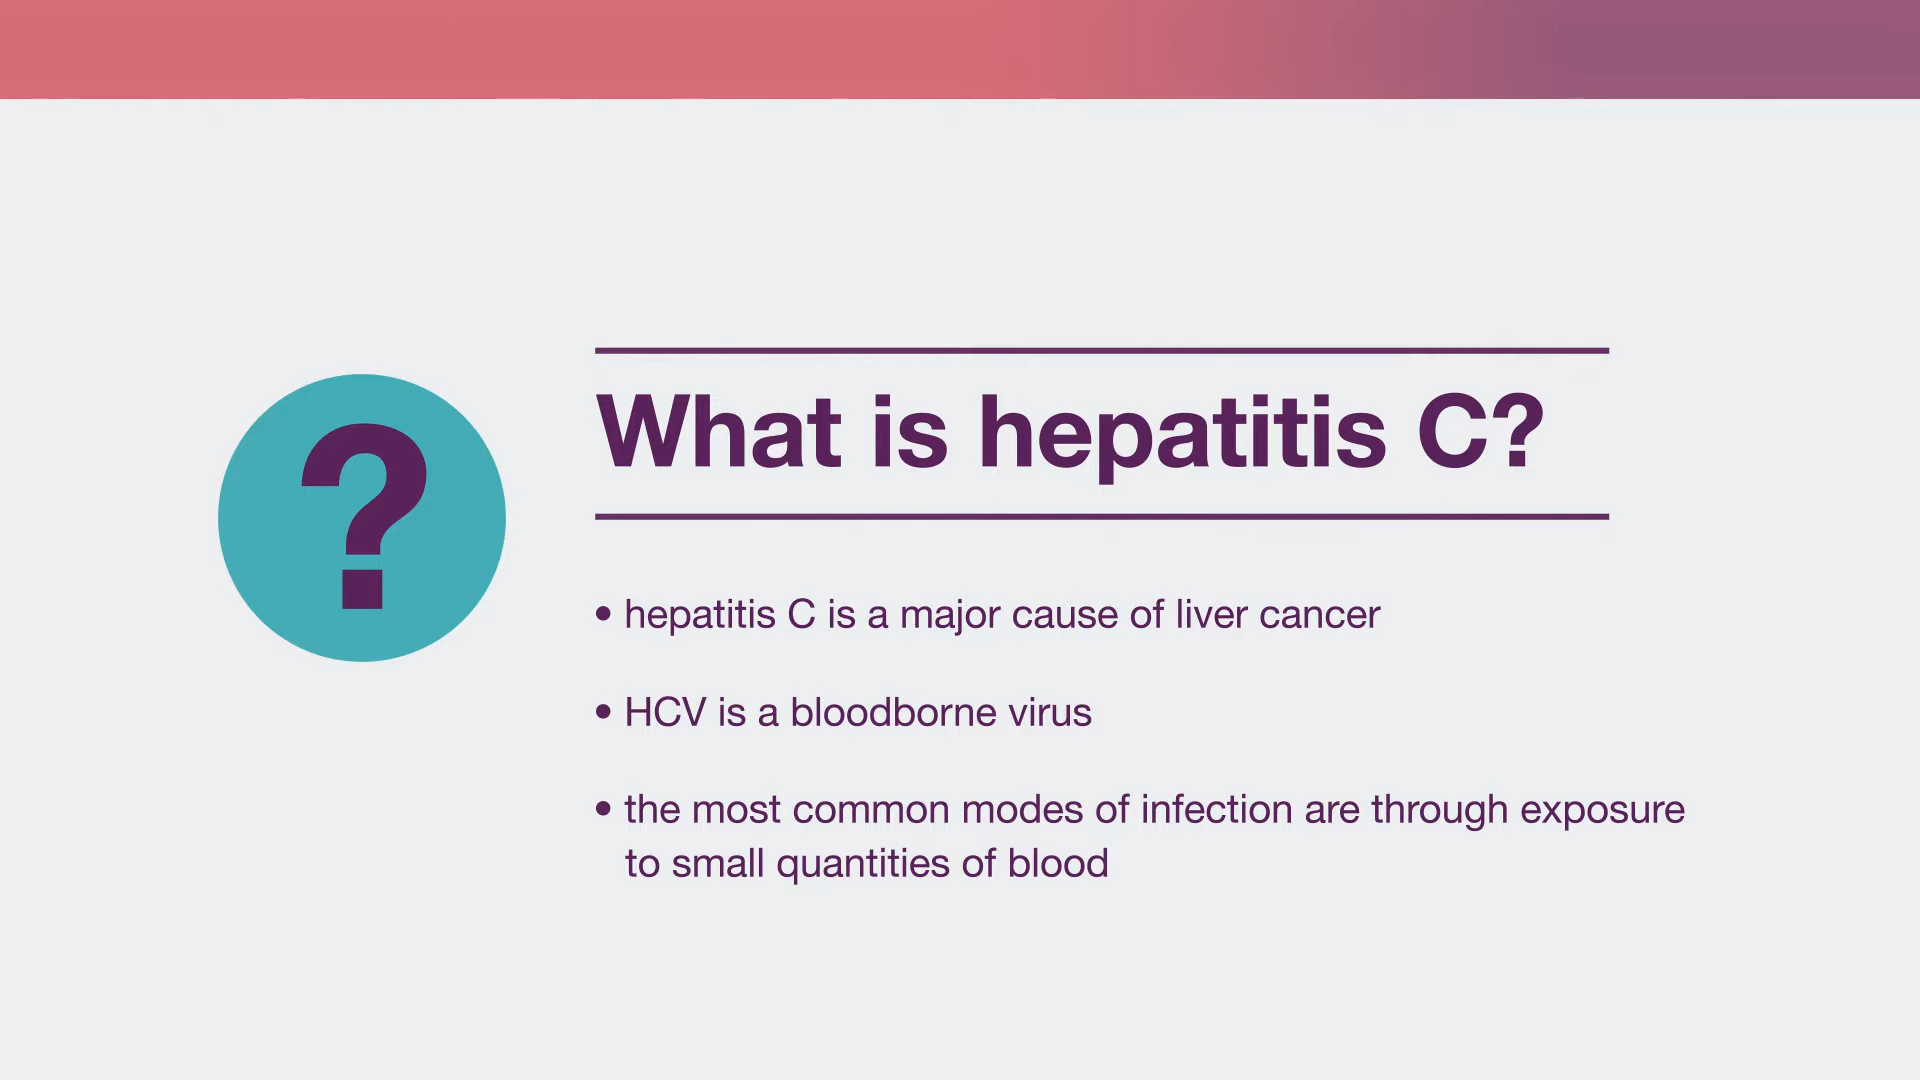 ?
What is hepatitis C?
• hepatitis C is a major cause of liver cancer
• HCV is a bloodborne virus
• the most common modes of infection are through exposure
to small quantities of blood